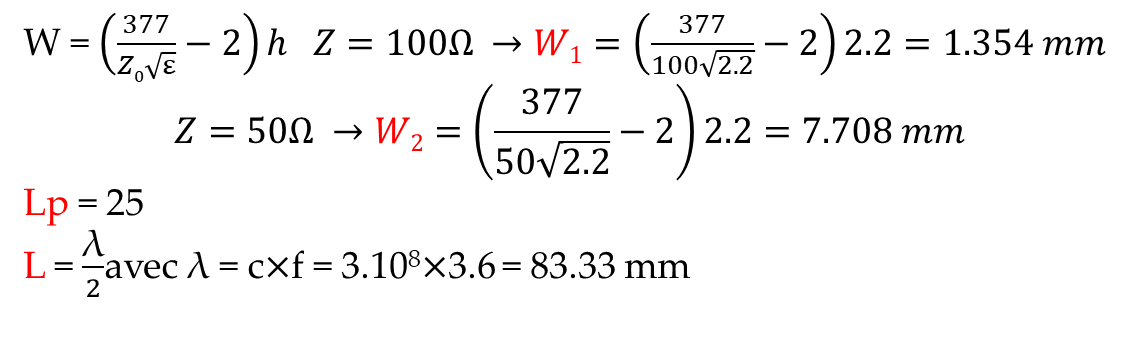 W = (377/Z₀√ε − 2) h Z = 100Ω → W₁ = (377/100√2.2 − 2) 2.2 = 1.354 mm
Z = 50Ω → W₂ = (377/50√2.2 − 2) 2.2 = 7.708 mm
Lp = 25
L = λ/2 avec λ = c×f = 3.10⁸×3.6 = 83.33 mm